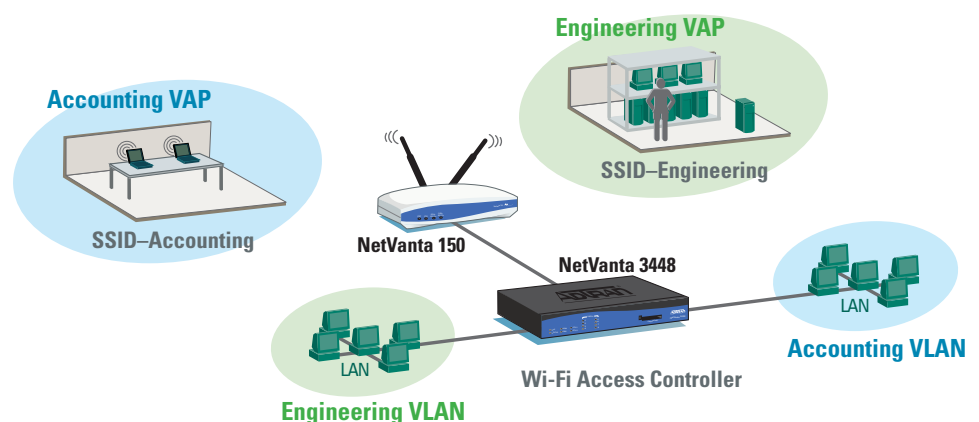 Engineering VAP
Accounting VAP
SSID–Engineering
SSID–Accounting
NetVanta 150
NetVanta 3448
ADTRAN
LAN
Accounting VLAN
LAN
Wi-Fi Access Controller
Engineering VLAN